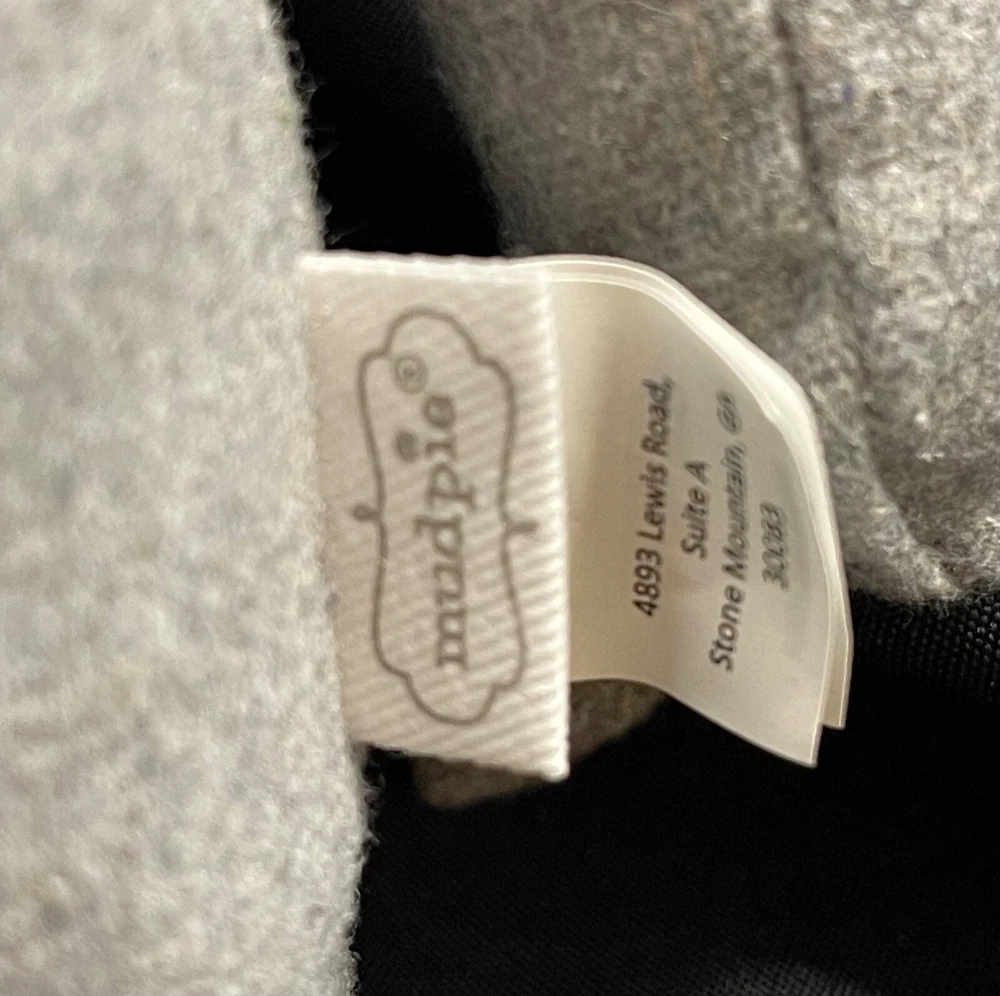 mudpie®
4893 Lewis Road,
Suite A
Stone Mountain, GA
30083